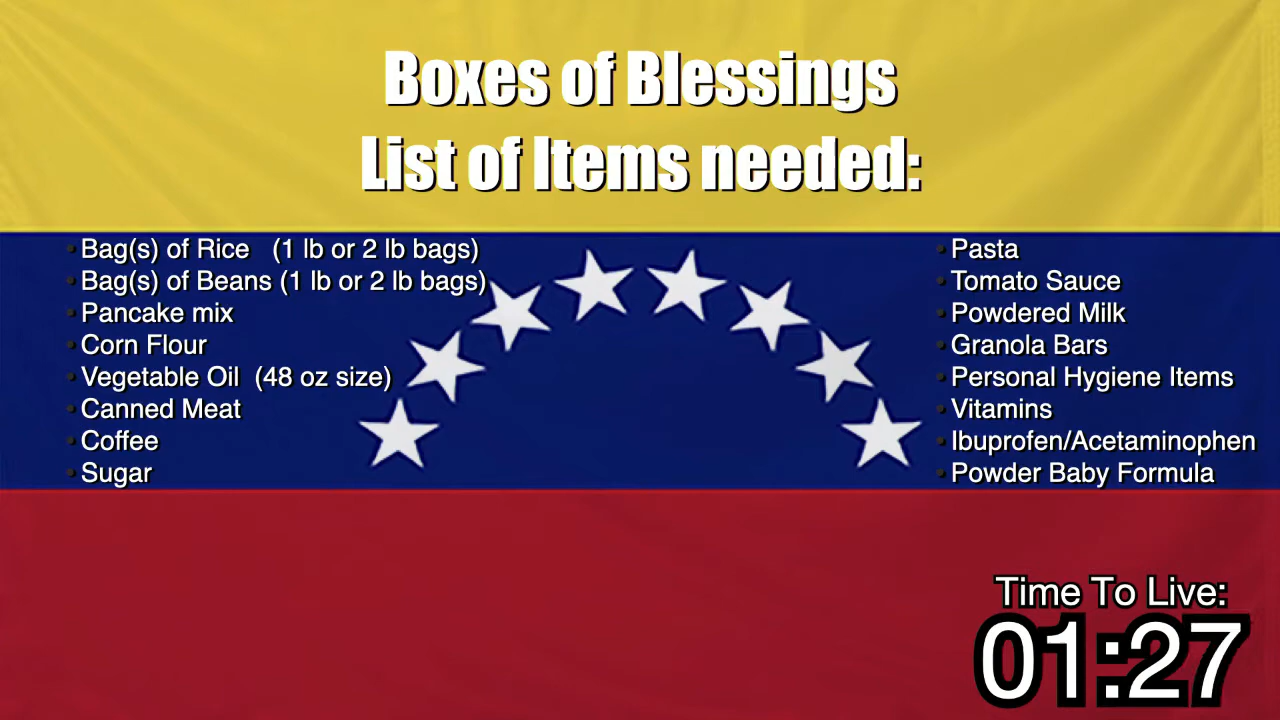 Boxes of Blessings
List of Items needed:
• Bag(s) of Rice   (1 lb or 2 lb bags)
• Bag(s) of Beans (1 lb or 2 lb bags)
• Pancake mix
• Corn Flour
• Vegetable Oil  (48 oz size)
• Canned Meat
• Coffee
• Sugar
• Pasta
• Tomato Sauce
• Powdered Milk
• Granola Bars
• Personal Hygiene Items
• Vitamins
• Ibuprofen/Acetaminophen
• Powder Baby Formula
Time To Live:
01:27